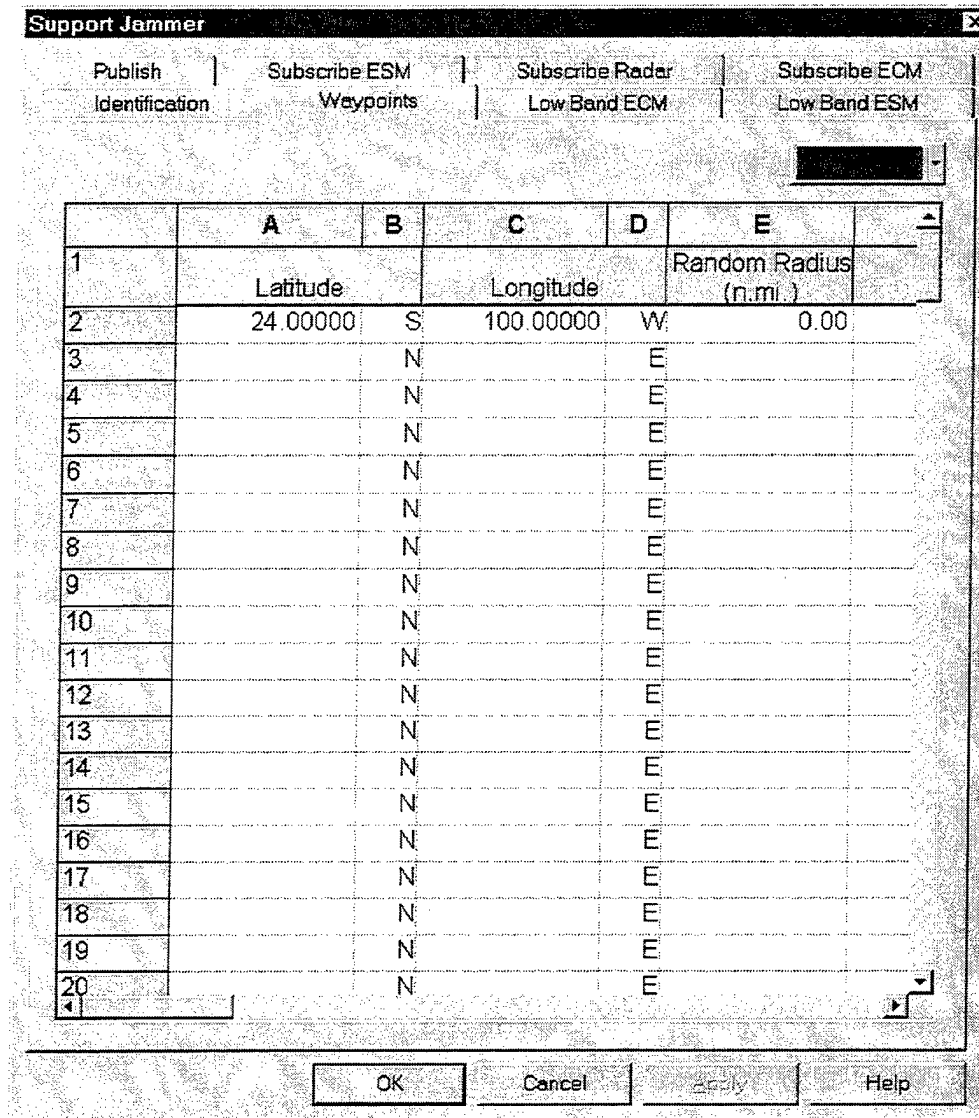 Support Jammer
Publish Subscribe ESM Subscribe Radar Subscribe ECM
Identification Waypoints Low Band ECM Low Band ESM
A B C D E
1 Latitude Longitude Random Radius
(n.mi.)
2 24.00000 S 100.00000 W 0.00
3 N E
4 N E
5 N E
6 N E
7 N E
8 N E
9 N E
10 N E
11 N E
12 N E
13 N E
14 N E
15 N E
16 N E
17 N E
18 N E
19 N E
20 N E
OK Cancel Apply Help